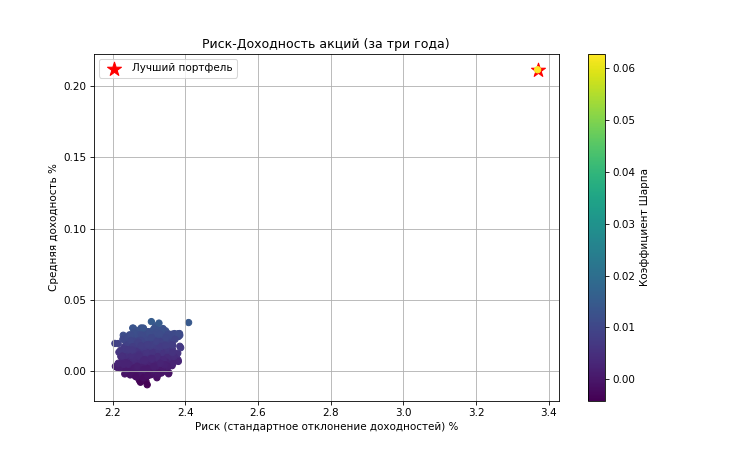 Риск-Доходность акций (за три года)
Лучший портфель
Средняя доходность %
0.20
0.15
0.10
0.05
0.00
2.2 2.4 2.6 2.8 3.0 3.2 3.4
Риск (стандартное отклонение доходностей) %
0.06
0.05
0.04
0.03
0.02
0.01
0.00
Коэффициент Шарпа